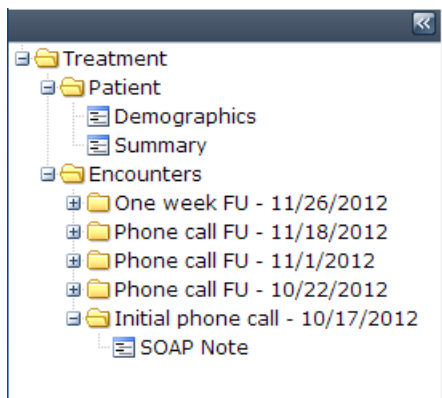 Treatment
Patient
Demographics
Summary
Encounters
One week FU - 11/26/2012
Phone call FU - 11/18/2012
Phone call FU - 11/1/2012
Phone call FU - 10/22/2012
Initial phone call - 10/17/2012
SOAP Note